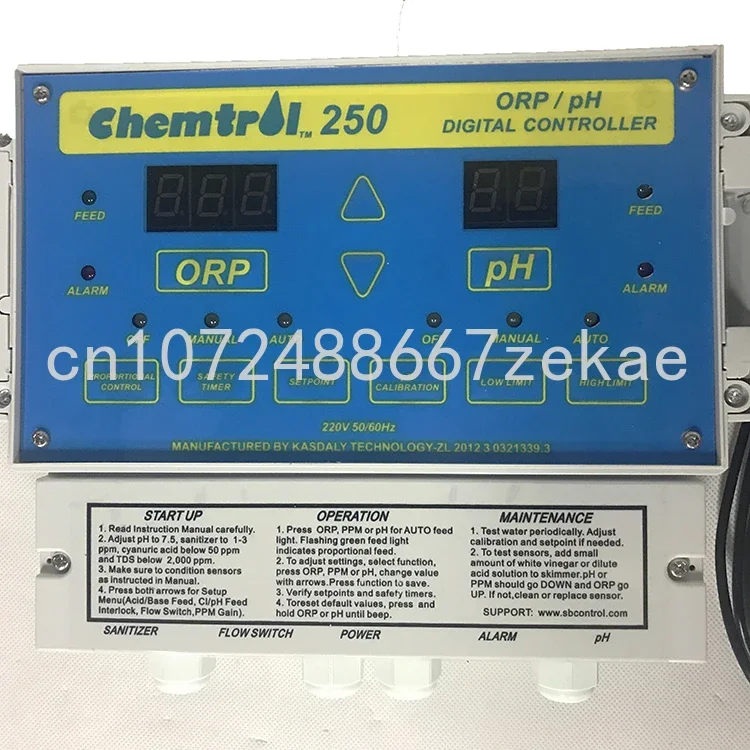 Chemtrol™ 250
ORP / pH
DIGITAL CONTROLLER
FEED
FEED
ORP
pH
ALARM
ALARM
OFF MANUAL AUTO OFF MANUAL AUTO
cn1072488667zekae
PROPORTIONAL CONTROL
SAFETY TIMER
SETPOINT
CALIBRATION
LOW LIMIT
HIGH LIMIT
220V 50/60Hz
MANUFACTURED BY KASDALY TECHNOLOGY-ZL 2012 3 0321339.3
START UP
1. Read Instruction Manual carefully.
2. Adjust pH to 7.5, sanitizer to 1-3
ppm, cyanuric acid below 50 ppm
and TDS below 2,000 ppm.
3. Make sure to condition sensors
as instructed in Manual.
4. Press both arrows for Setup
Menu(Acid/Base Feed, Cl/pH Feed
Interlock, Flow Switch,PPM Gain).
OPERATION
1. Press ORP, PPM or pH for AUTO feed
light. Flashing green feed light
indicates proportional feed.
2. To adjust settings, select function,
press ORP, PPM or pH, change value
with arrows.Press function to save.
3. Verify setpoints and safety timers.
4. Toreset default values, press and
hold ORP or pH until beep.
MAINTENANCE
1. Test water periodically. Adjust
calibration and setpoint if needed.
2. To test sensors, add small
amount of white vinegar or dilute
acid solution to skimmer.pH or
PPM should go DOWN and ORP go
UP. If not,clean or replace sensor.
SUPPORT: www.sbcontrol.com
SANITIZER FLOW SWITCH POWER ALARM pH